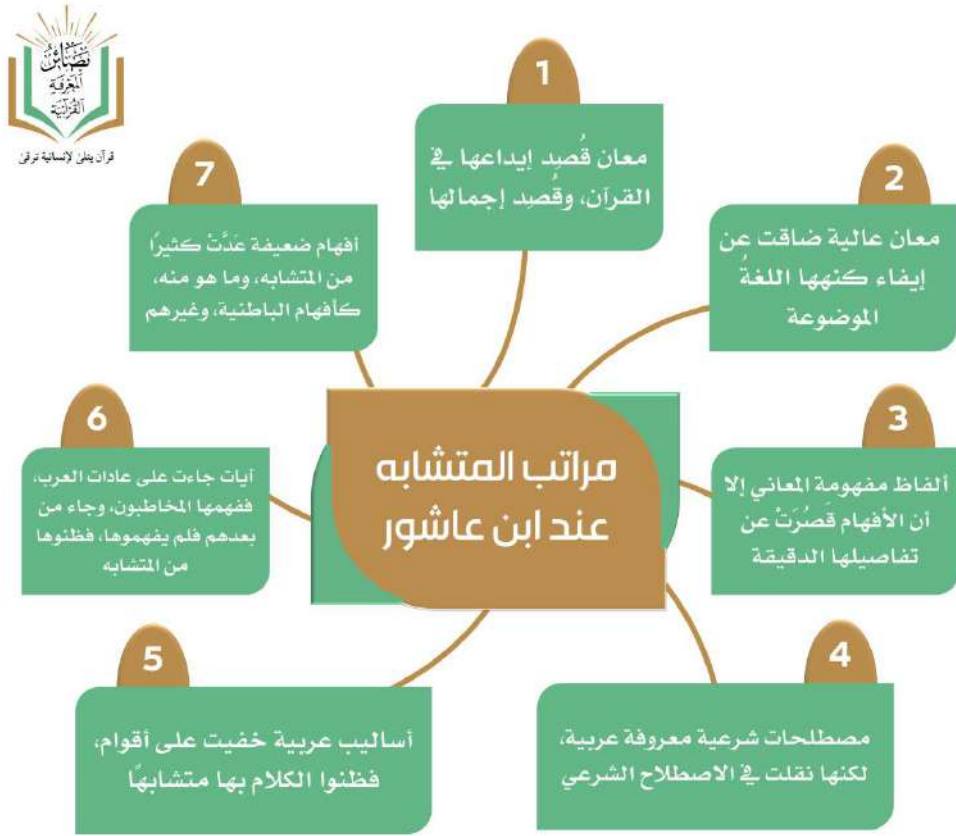 بصائر
المعرفة
القرآنية
قرآن يتلى لإنسانية ترقى
مراتب المتشابه
عند ابن عاشور
1
معان قُصِد إيداعها في
القرآن، وقُصِد إجمالها
2
معان عالية ضاقت عن
إيفاء كنهها اللغةُ
الموضوعة
3
ألفاظ مفهومة المعاني إلا
أن الأفهام قَصُرَتْ عن
تفاصيلها الدقيقة
4
مصطلحات شرعية معروفة عربية،
لكنها نقلت في الاصطلاح الشرعي
5
أساليب عربية خفيت على أقوام،
فظنوا الكلام بها متشابهًا
6
آيات جاءت على عادات العرب،
ففهمها المخاطبون، وجاء من
بعدهم فلم يفهموها، فظنوها
من المتشابه
7
أفهام ضعيفة عَدَّتْ كثيرًا
من المتشابه، وما هو منه،
كأفهام الباطنية، وغيرهم